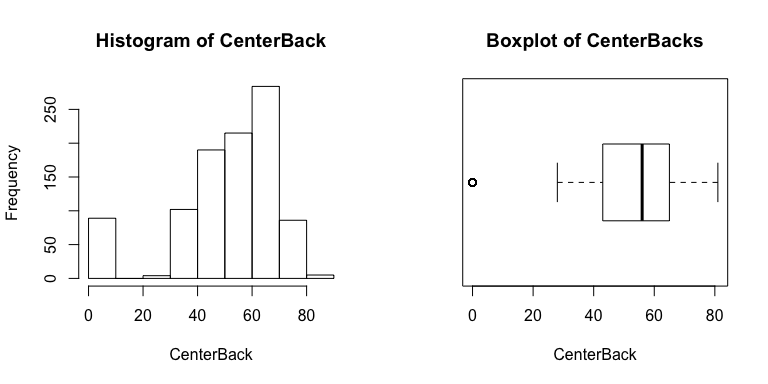 Histogram of CenterBack
Frequency
0
50
150
250
0 20 40 60 80
CenterBack
Boxplot of CenterBacks
0 20 40 60 80
CenterBack